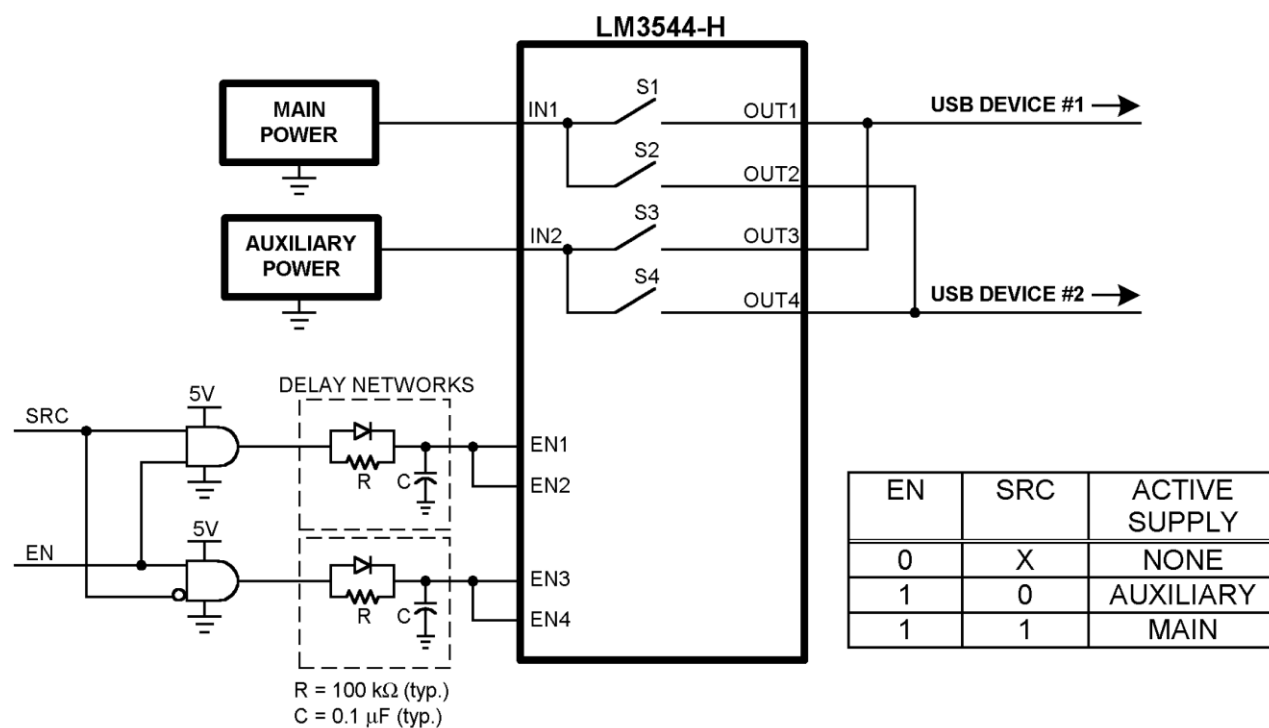 LM3544-H
MAIN
POWER
IN1
S1
OUT1
USB DEVICE #1
S2
OUT2
AUXILIARY
POWER
IN2
S3
OUT3
S4
OUT4
USB DEVICE #2
DELAY NETWORKS
SRC
5V
R
C
EN1
EN2
EN
5V
R
C
EN3
EN4
R = 100 kΩ (typ.)
C = 0.1 μF (typ.)
EN SRC ACTIVE
SUPPLY
0 X NONE
1 0 AUXILIARY
1 1 MAIN